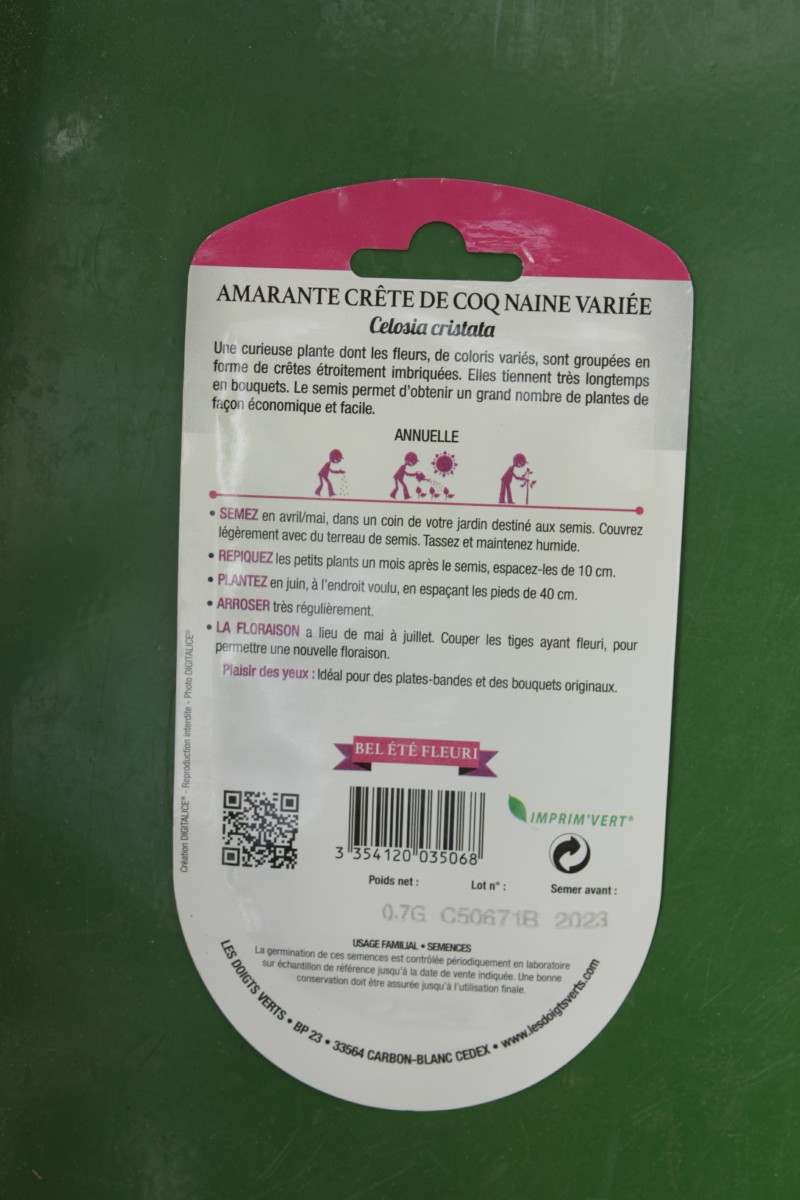 AMARANTE CRÊTE DE COQ NAINE VARIÉE
Celosia cristata
Une curieuse plante dont les fleurs, de coloris variés, sont groupées en
forme de crêtes étroitement imbriquées. Elles tiennent très longtemps
en bouquets. Le semis permet d'obtenir un grand nombre de plantes de
façon économique et facile.
ANNUELLE
• SEMEZ en avril/mai, dans un coin de votre jardin destiné aux semis. Couvrez
légèrement avec du terreau de semis. Tassez et maintenez humide.
• REPIQUEZ les petits plants un mois après le semis, espacez-les de 10 cm.
• PLANTEZ en juin, à l'endroit voulu, en espaçant les pieds de 40 cm.
• ARROSER très régulièrement.
• LA FLORAISON a lieu de mai à juillet. Couper les tiges ayant fleuri, pour
permettre une nouvelle floraison.
Plaisir des yeux : Idéal pour des plates-bandes et des bouquets originaux.
Création DIGITALICE® - Reproduction interdite - Photo DIGITALICE®
BEL ÉTÉ FLEURI
IMPRIM'VERT®
3 354120 035068
Poids net : Lot n° : Semer avant :
0.7G C50671B 2023
USAGE FAMILIAL • SEMENCES
La germination de ces semences est contrôlée périodiquement en laboratoire
sur échantillon de référence jusqu'à la date de vente indiquée. Une bonne
conservation doit être assurée jusqu'à l'utilisation finale.
LES DOIGTS VERTS • BP 23 • 33564 CARBON-BLANC CEDEX • www.lesdoigtsverts.com